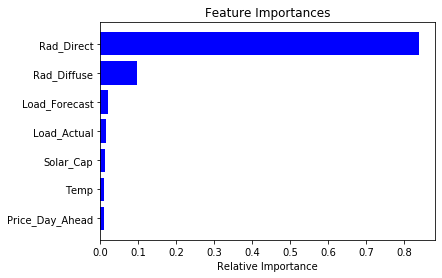 Feature Importances
Rad_Direct
Rad_Diffuse
Load_Forecast
Load_Actual
Solar_Cap
Temp
Price_Day_Ahead
0.0 0.1 0.2 0.3 0.4 0.5 0.6 0.7 0.8
Relative Importance